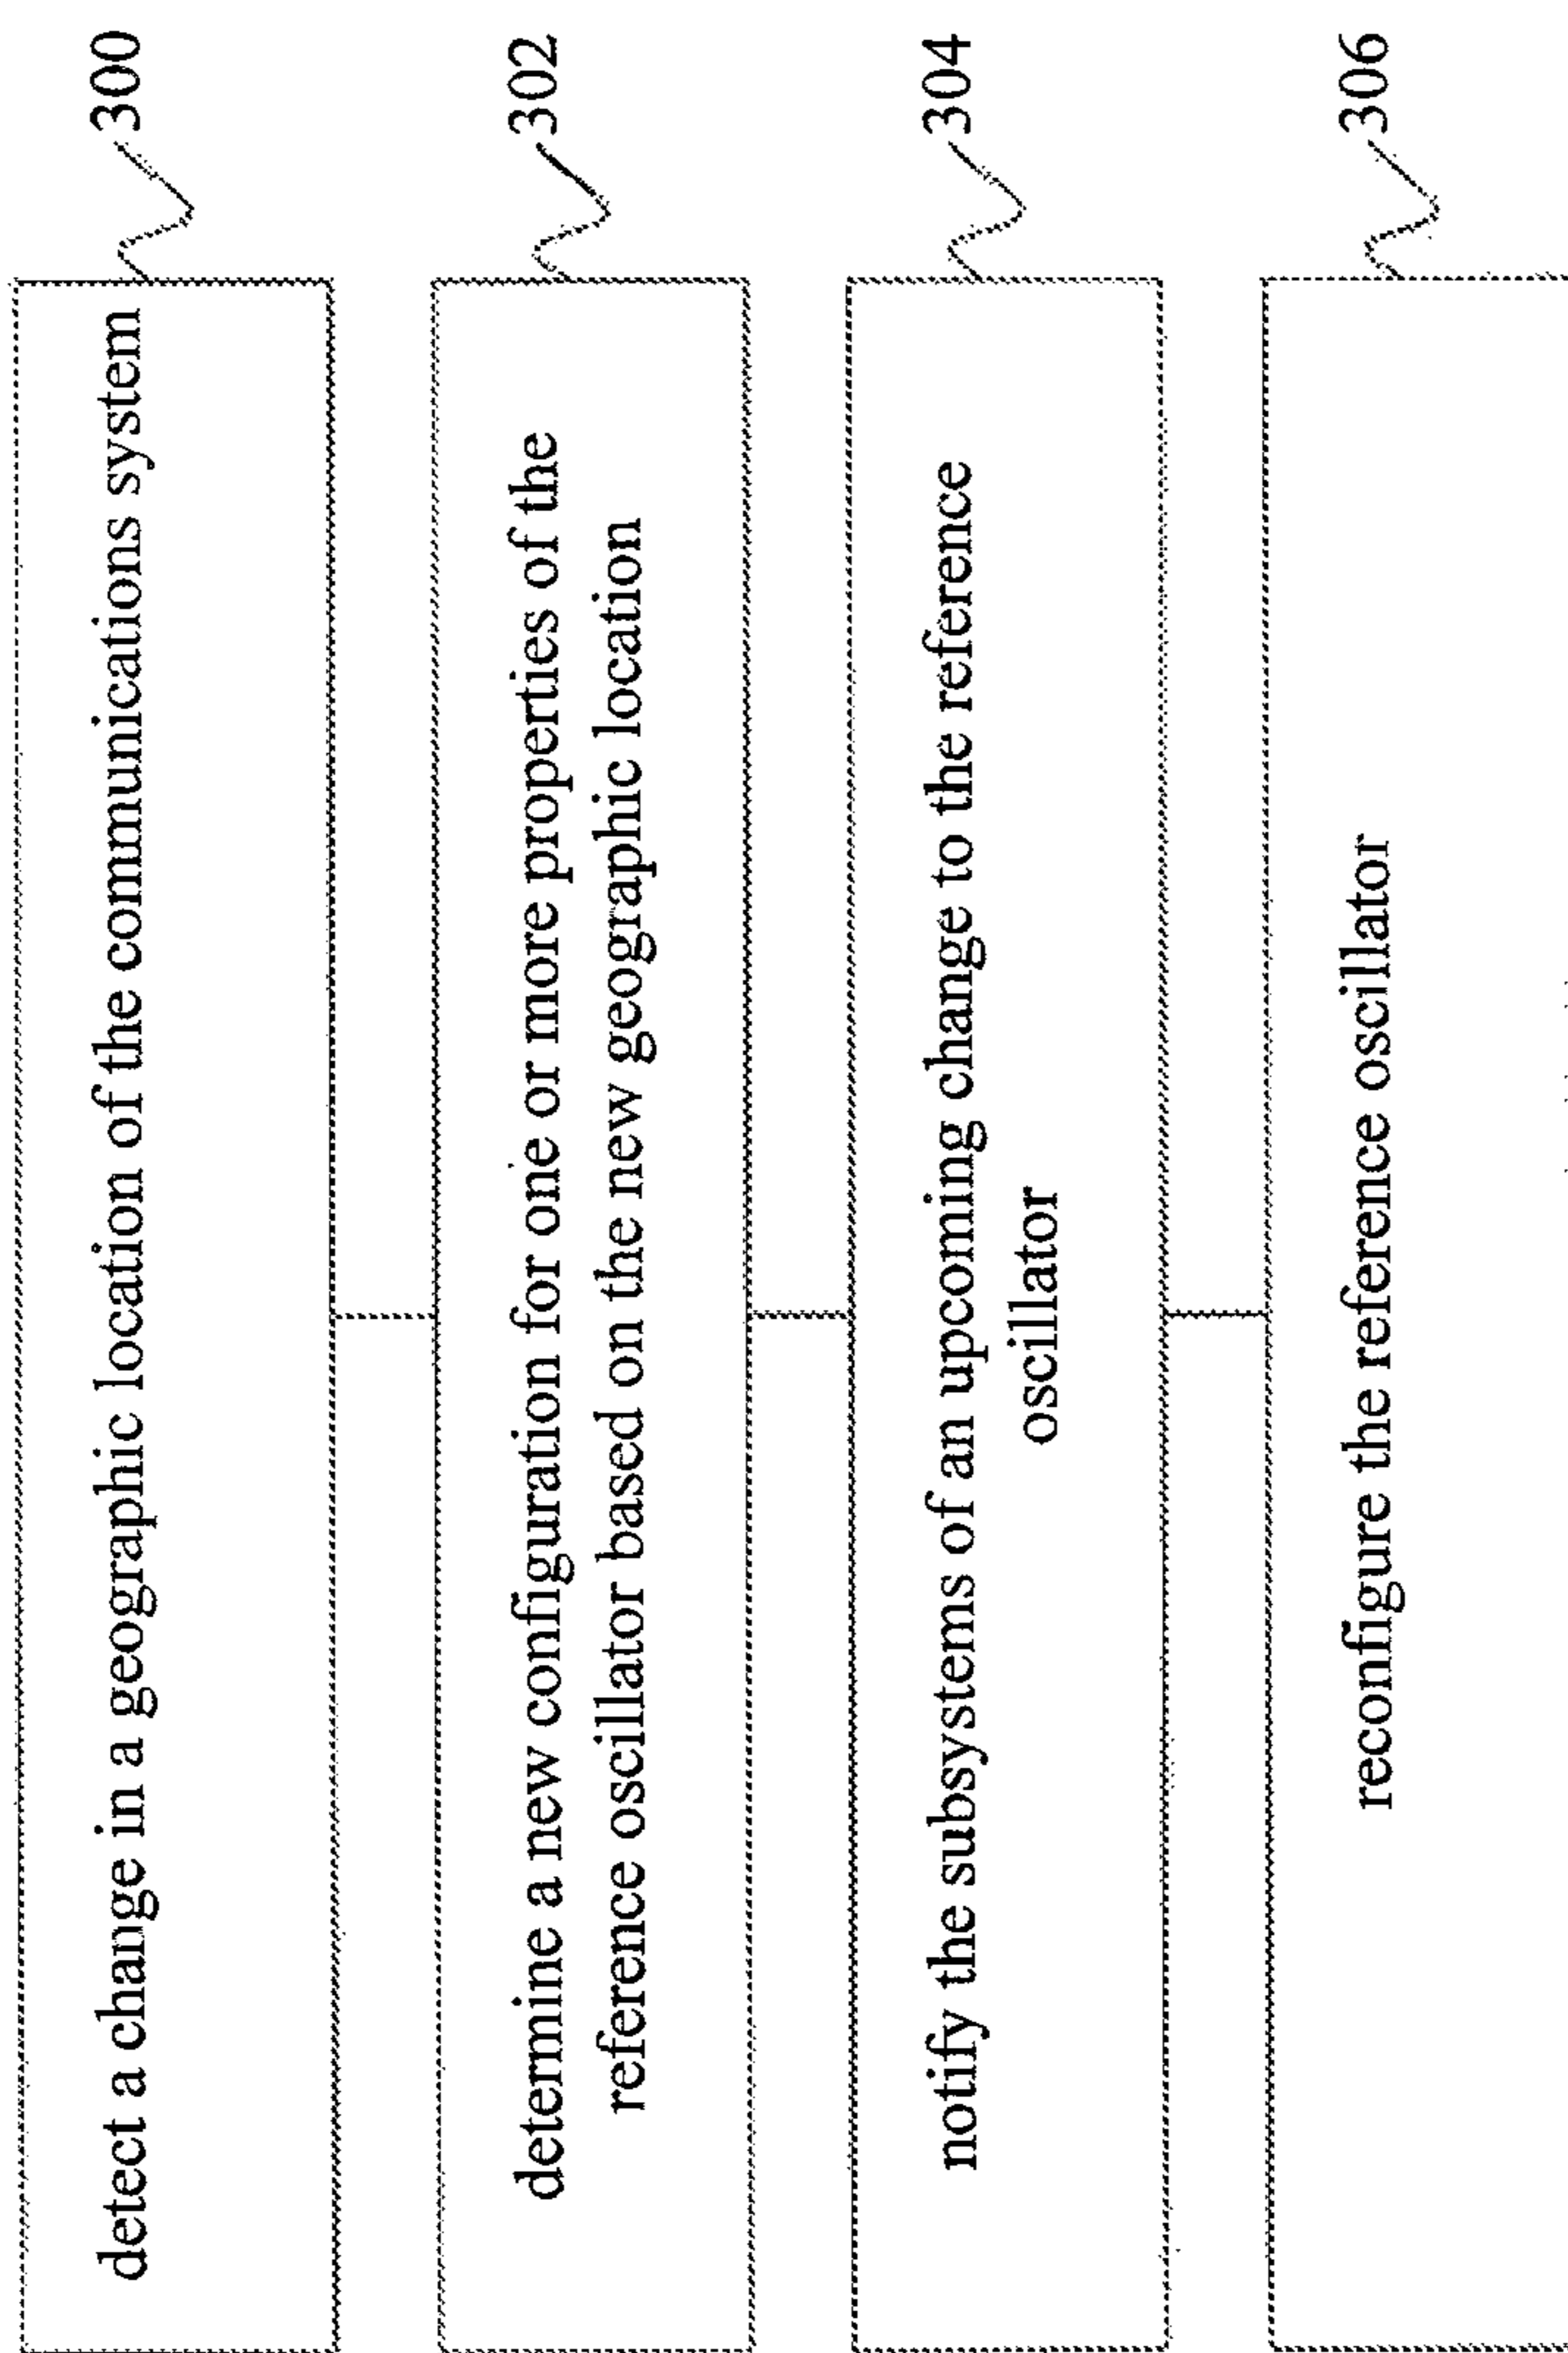 detect a change in a geographic location of the communications system
300
determine a new configuration for one or more properties of the
reference oscillator based on the new geographic location
302
notify the subsystems of an upcoming change to the reference
oscillator
304
reconfigure the reference oscillator
306